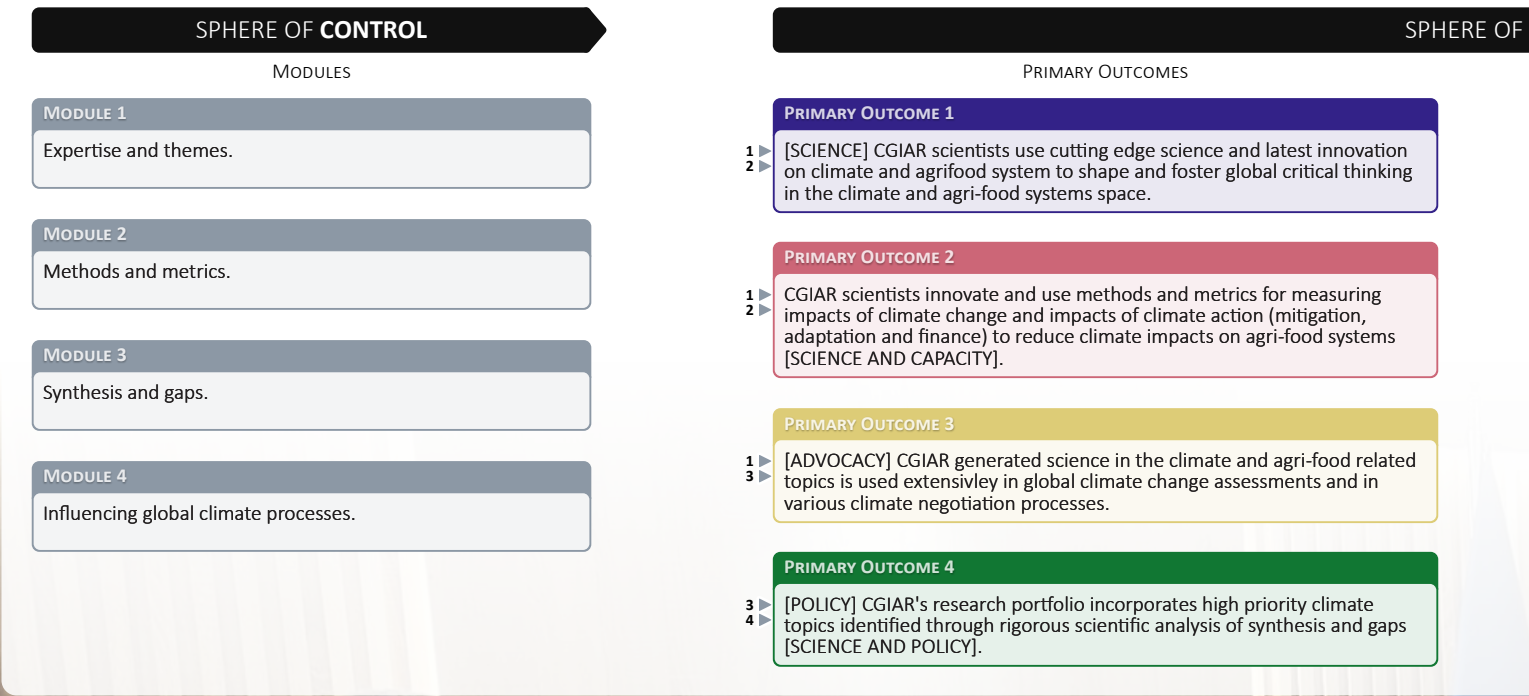 SPHERE OF CONTROL
MODULES
MODULE 1
Expertise and themes.
MODULE 2
Methods and metrics.
MODULE 3
Synthesis and gaps.
MODULE 4
Influencing global climate processes.
SPHERE OF
PRIMARY OUTCOMES
PRIMARY OUTCOME 1
1
2
[SCIENCE] CGIAR scientists use cutting edge science and latest innovation
on climate and agrifood system to shape and foster global critical thinking
in the climate and agri-food systems space.
PRIMARY OUTCOME 2
1
2
CGIAR scientists innovate and use methods and metrics for measuring
impacts of climate change and impacts of climate action (mitigation,
adaptation and finance) to reduce climate impacts on agri-food systems
[SCIENCE AND CAPACITY].
PRIMARY OUTCOME 3
1
3
[ADVOCACY] CGIAR generated science in the climate and agri-food related
topics is used extensivley in global climate change assessments and in
various climate negotiation processes.
PRIMARY OUTCOME 4
3
4
[POLICY] CGIAR's research portfolio incorporates high priority climate
topics identified through rigorous scientific analysis of synthesis and gaps
[SCIENCE AND POLICY].